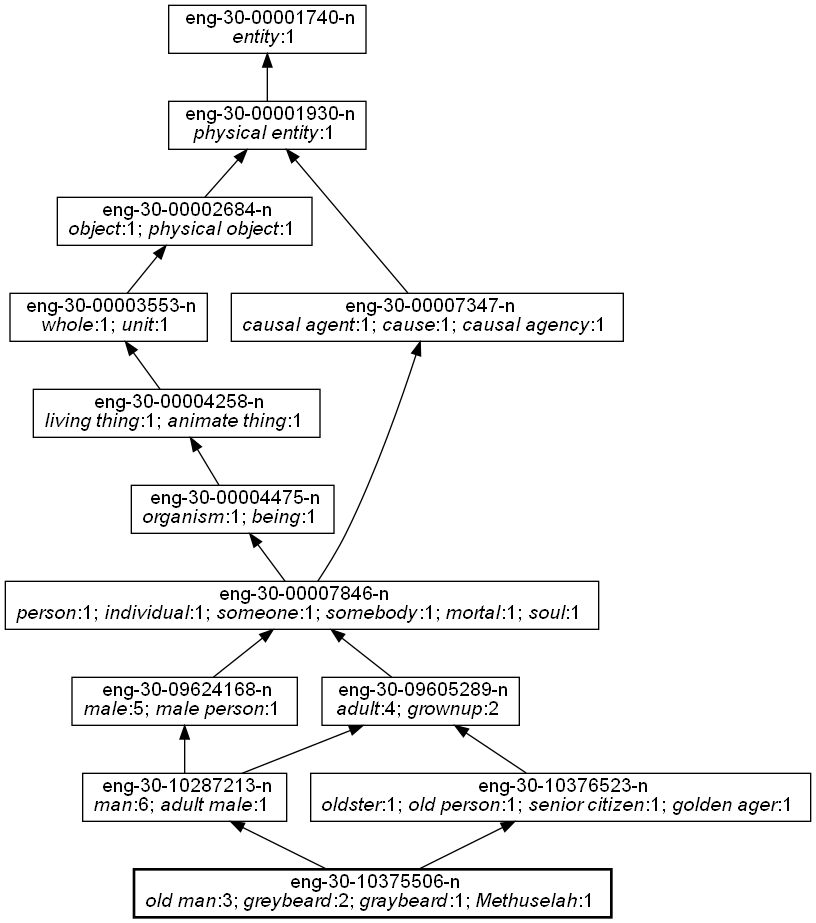 eng-30-00001740-n
entity:1
eng-30-00001930-n
physical entity:1
eng-30-00002684-n
object:1; physical object:1
eng-30-00003553-n
whole:1; unit:1
eng-30-00007347-n
causal agent:1; cause:1; causal agency:1
eng-30-00004258-n
living thing:1; animate thing:1
eng-30-00004475-n
organism:1; being:1
eng-30-00007846-n
person:1; individual:1; someone:1; somebody:1; mortal:1; soul:1
eng-30-09624168-n
male:5; male person:1
eng-30-09605289-n
adult:4; grownup:2
eng-30-10287213-n
man:6; adult male:1
eng-30-10376523-n
oldster:1; old person:1; senior citizen:1; golden ager:1
eng-30-10375506-n
old man:3; greybeard:2; graybeard:1; Methuselah:1